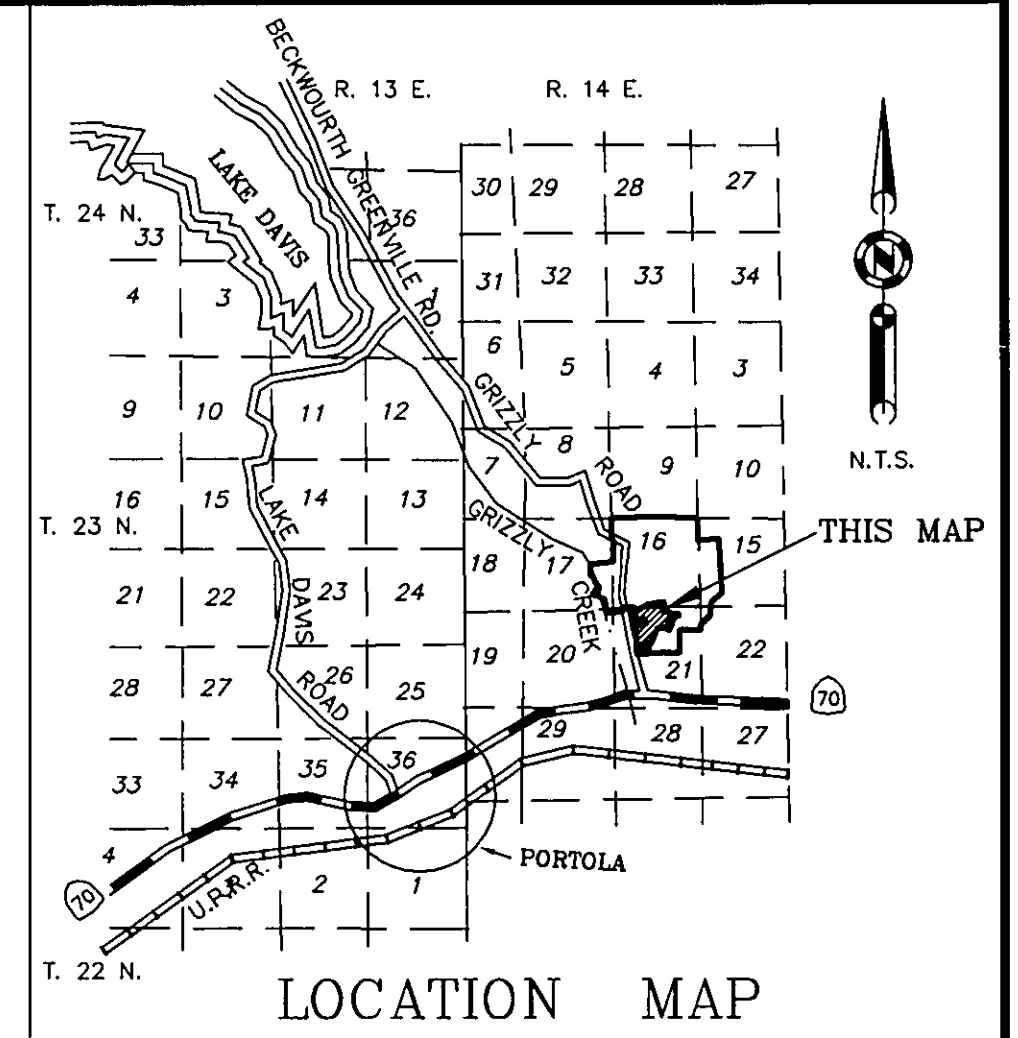 R. 13 E. R. 14 E.
BECKWOURTH GREENVILLE RD.
LAKE DAVIS
T. 24 N.
36 30 29 28 27
33
4 3 1 31 32 33 34
6 5 4 3
9 10 11 12
GRIZZLY ROAD
7 8 9 10
N.T.S.
16 15 14 13
T. 23 N.
LAKE DAVIS ROAD
GRIZZLY CREEK
18 17 16 15
THIS MAP
21 22 23 24
19 20 21 22
28 27 26 25
70
29 28 27
33 34 35 36
PORTOLA
4 2 1
70
U.P.R.R.
T. 22 N.
LOCATION MAP